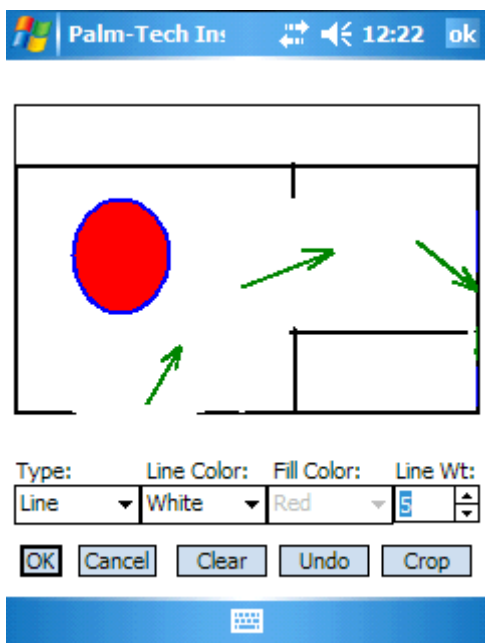 Palm-Tech Ins 12:22 ok
Type: Line Color: Fill Color: Line Wt:
Line White Red 5
OK Cancel Clear Undo Crop